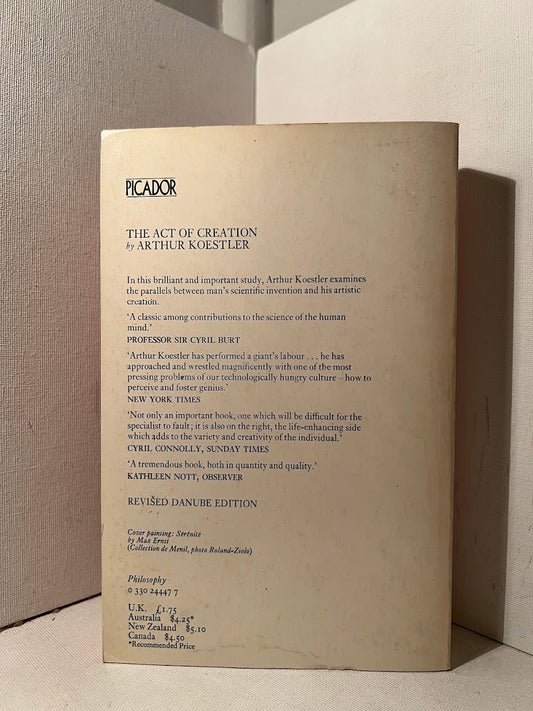 PICADOR
THE ACT OF CREATION
by ARTHUR KOESTLER
In this brilliant and important study, Arthur Koestler examines
the parallels between man's scientific invention and his artistic
creation.
'A classic among contributions to the science of the human
mind.'
PROFESSOR SIR CYRIL BURT
'Arthur Koestler has performed a giant's labour . . . he has
approached and wrestled magnificently with one of the most
pressing problems of our technologically hungry culture – how to
perceive and foster genius.'
NEW YORK TIMES
'Not only an important book, one which will be difficult for the
specialist to fault; it is also on the right, the life-enhancing side
which adds to the variety and creativity of the individual.'
CYRIL CONNOLLY, SUNDAY TIMES
'A tremendous book, both in quantity and quality.'
KATHLEEN NOTT, OBSERVER
REVISED DANUBE EDITION
Cover painting: Sérénité
by Max Ernst
(Collection de Menil, photo Roland-Ziolo)
Philosophy
0 330 24447 7
U.K. £1.75
Australia $4.25*
New Zealand $5.10
Canada $4.50
*Recommended Price